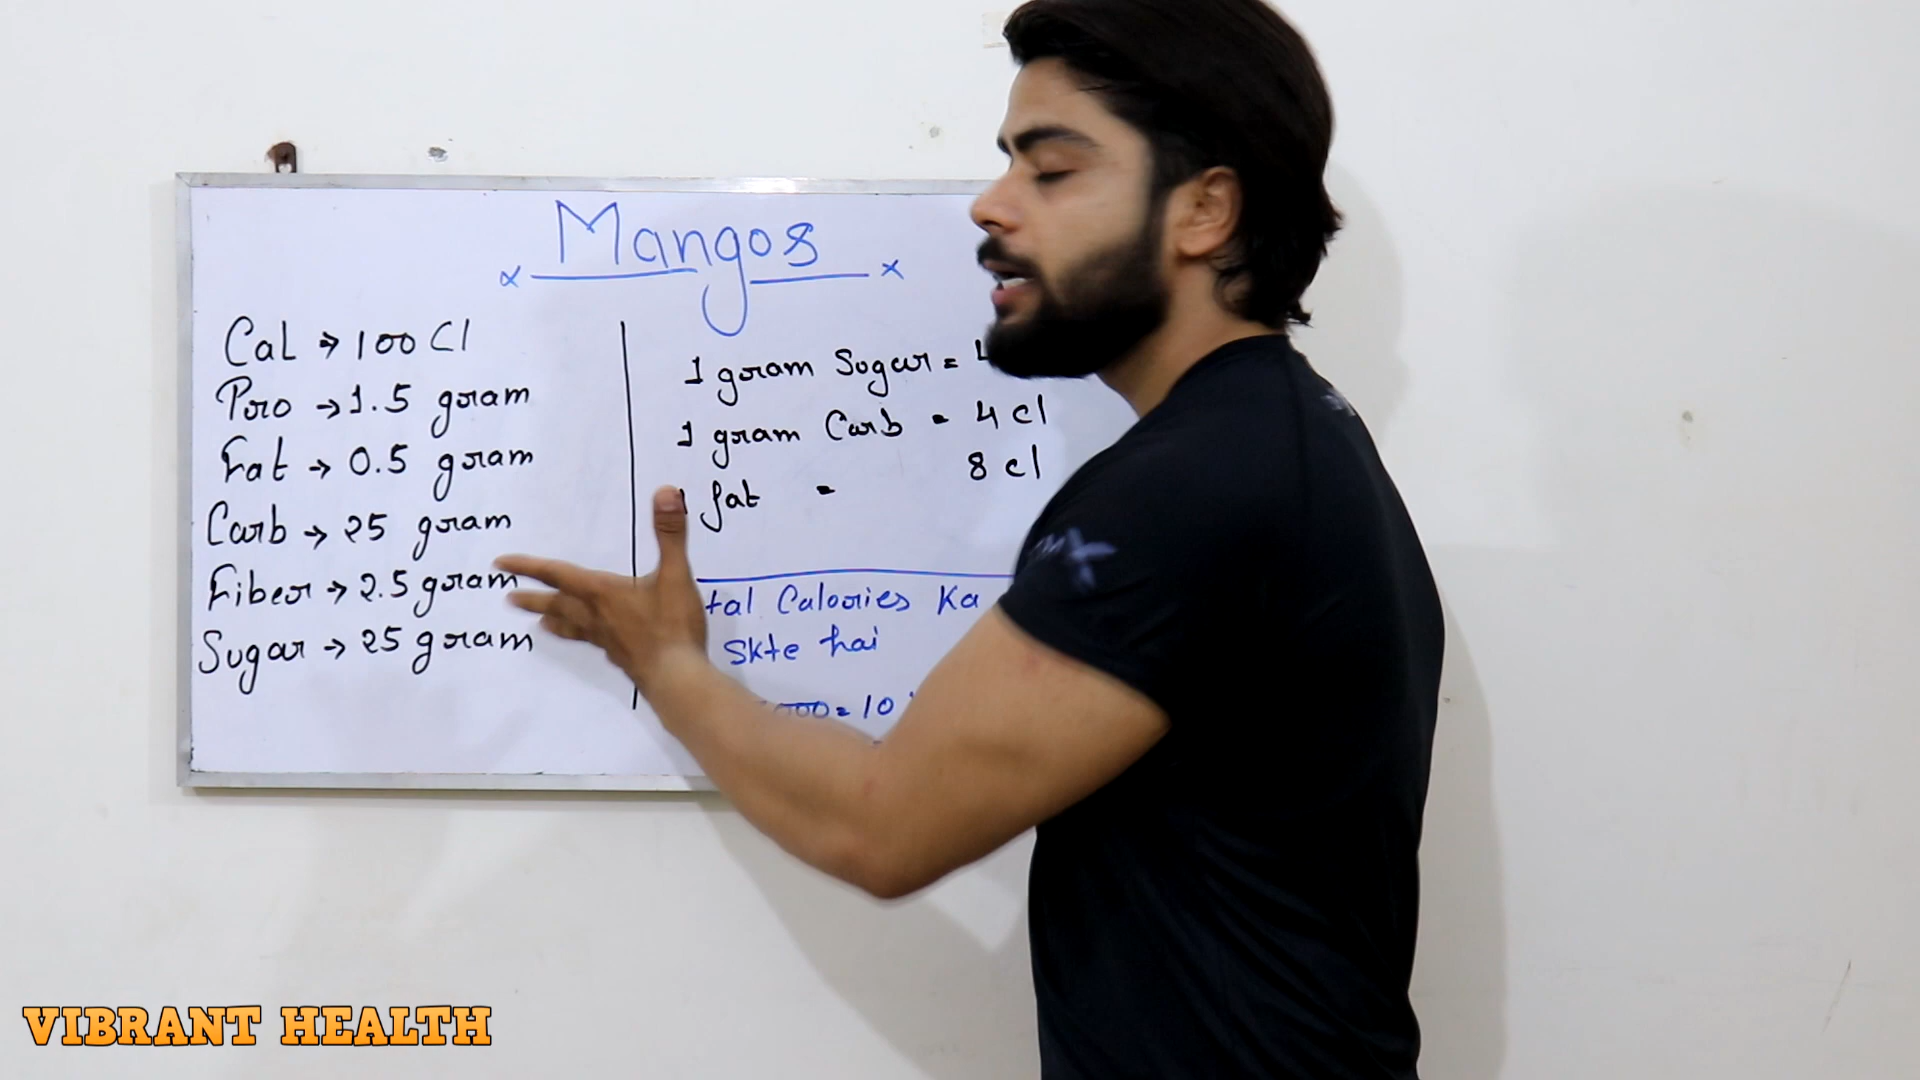 Mangos
Cal → 100 Cl
Pro → 1.5 gram
Fat → 0.5 gram
Carb → 25 gram
Fiber → 2.5 gram
Sugar → 25 gram
1 gram Sugar =
1 gram Carb = 4 cl
1 fat = 8 cl
Calories Ka
Skte hai
= 10
VIBRANT HEALTH